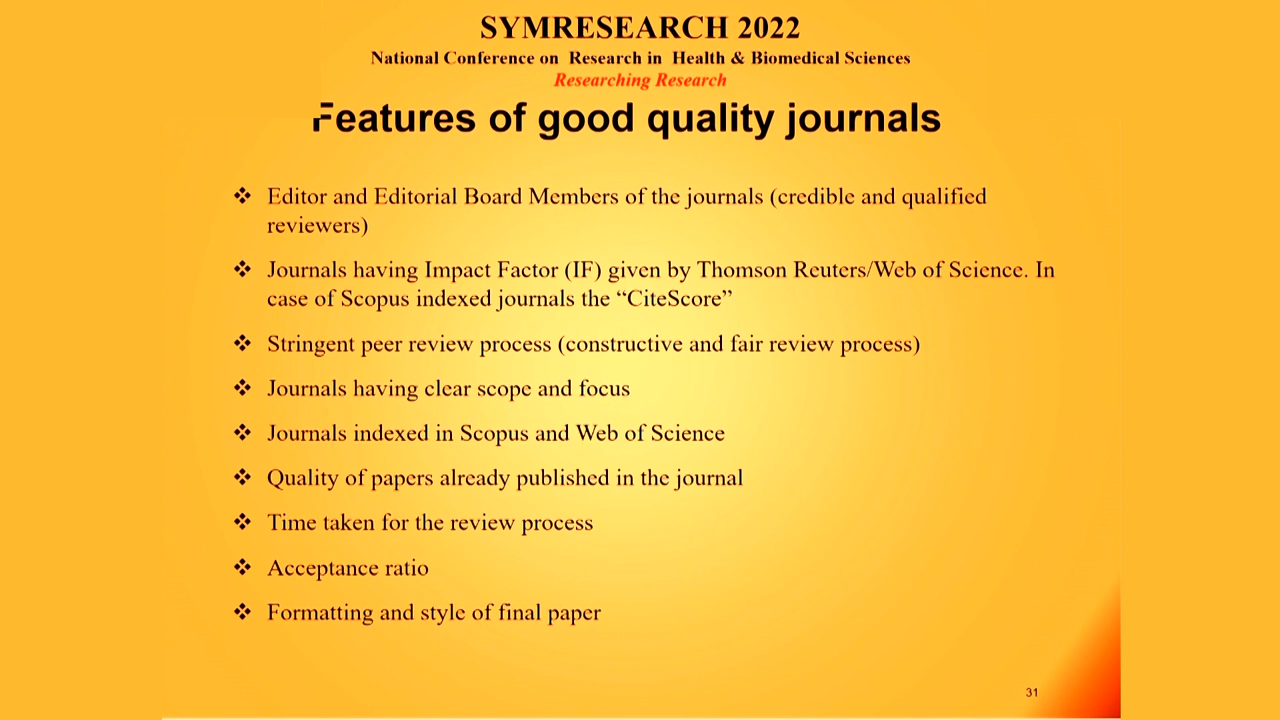 SYMRESEARCH 2022
National Conference on Research in Health & Biomedical Sciences
Researching Research
Features of good quality journals
❖ Editor and Editorial Board Members of the journals (credible and qualified
reviewers)
❖ Journals having Impact Factor (IF) given by Thomson Reuters/Web of Science. In
case of Scopus indexed journals the “CiteScore”
❖ Stringent peer review process (constructive and fair review process)
❖ Journals having clear scope and focus
❖ Journals indexed in Scopus and Web of Science
❖ Quality of papers already published in the journal
❖ Time taken for the review process
❖ Acceptance ratio
❖ Formatting and style of final paper
31